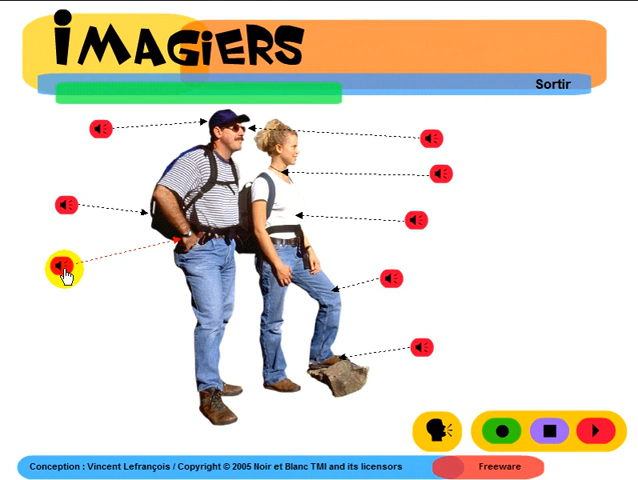 iMAGiERS
Sortir
Conception : Vincent Lefrançois / Copyright © 2005 Noir et Blanc TMI and its licensors
Freeware